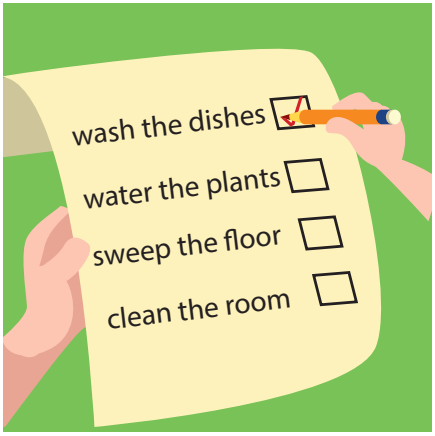 wash the dishes
water the plants
sweep the floor
clean the room